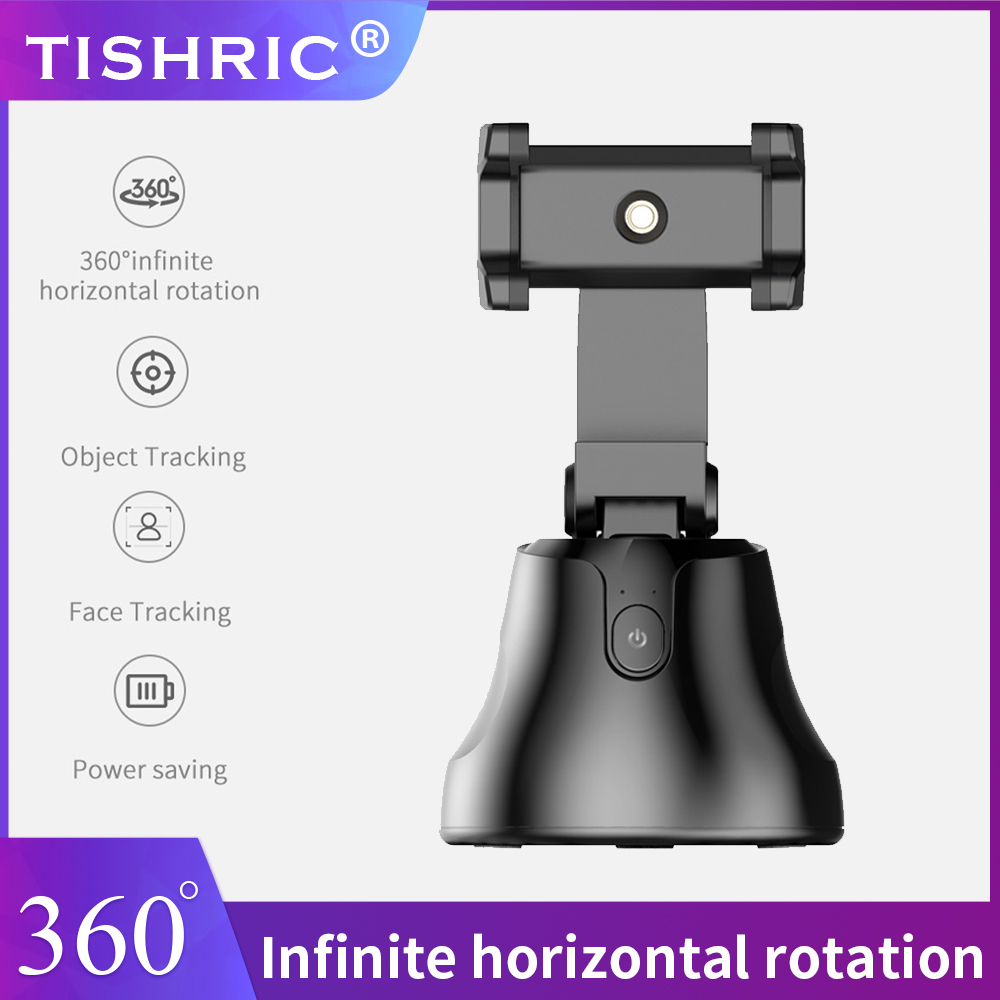 TISHRIC®
360°
360°infinite
horizontal rotation
Object Tracking
Face Tracking
Power saving
360°
Infinite horizontal rotation